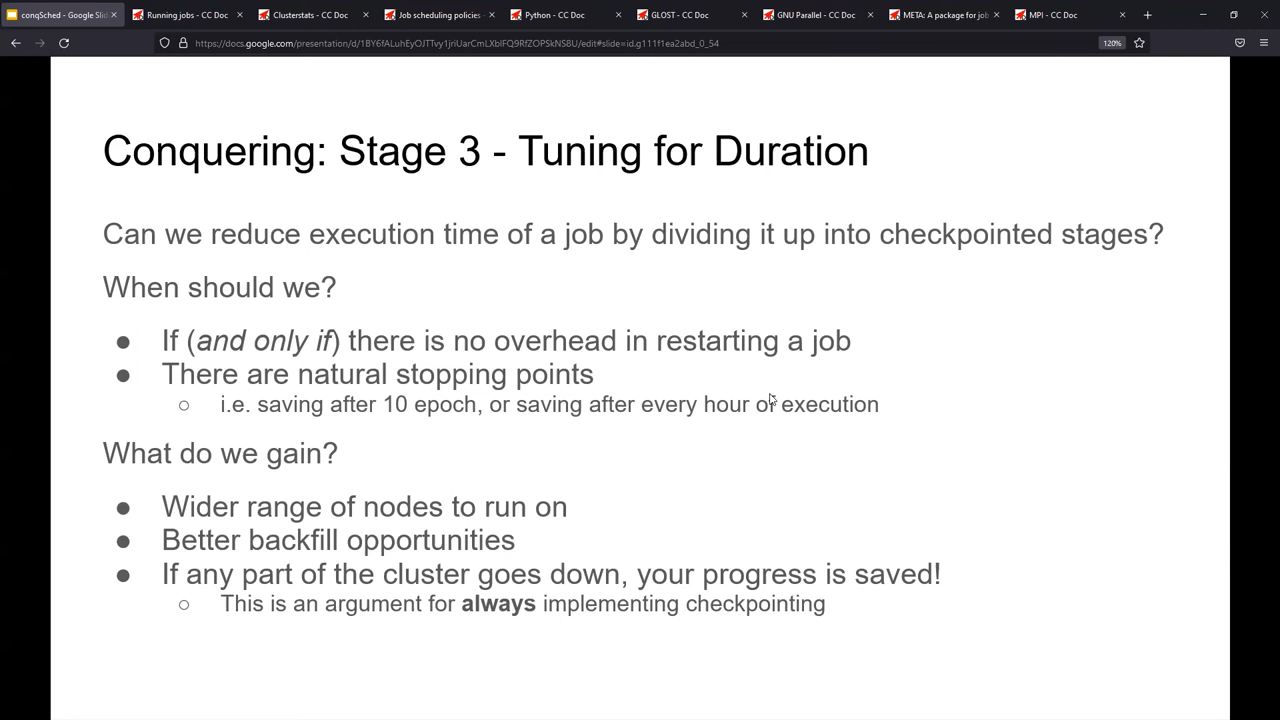 conqSched - Google Slid
Running jobs - CC Doc
Clusterstats - CC Doc
Job scheduling policies -
Python - CC Doc
GLOST - CC Doc
GNU Parallel - CC Doc
META: A package for job
MPI - CC Doc
https://docs.google.com/presentation/d/1BY6fALuhEyOJTTvy1jriUarCmLXblFQ9RfZOPSkNS8U/edit#slide=id.g111f1ea2abd_0_54
120%
Conquering: Stage 3 - Tuning for Duration
Can we reduce execution time of a job by dividing it up into checkpointed stages?
When should we?
● If (and only if) there is no overhead in restarting a job
● There are natural stopping points
○ i.e. saving after 10 epoch, or saving after every hour of execution
What do we gain?
● Wider range of nodes to run on
● Better backfill opportunities
● If any part of the cluster goes down, your progress is saved!
○ This is an argument for always implementing checkpointing